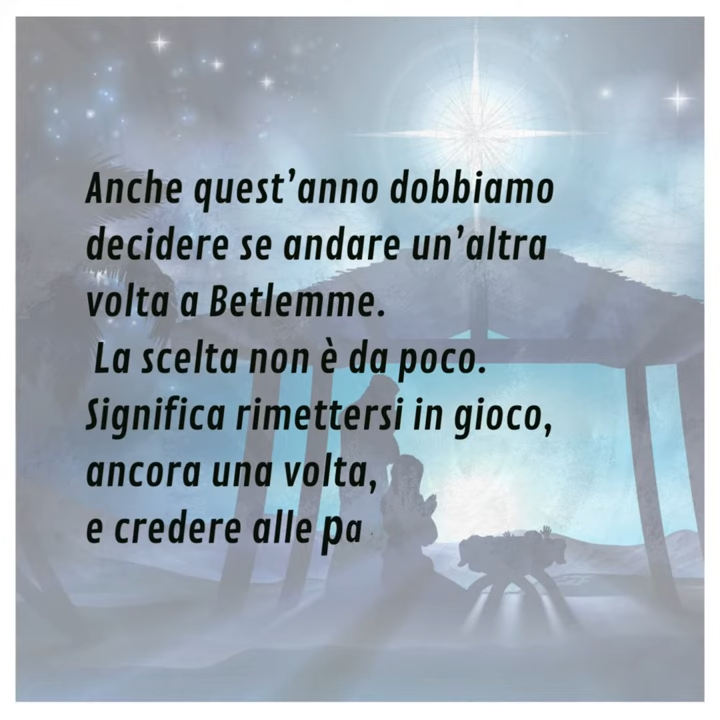 Anche quest’anno dobbiamo
decidere se andare un’altra
volta a Betlemme.
La scelta non è da poco.
Significa rimettersi in gioco,
ancora una volta,
e credere alle pa